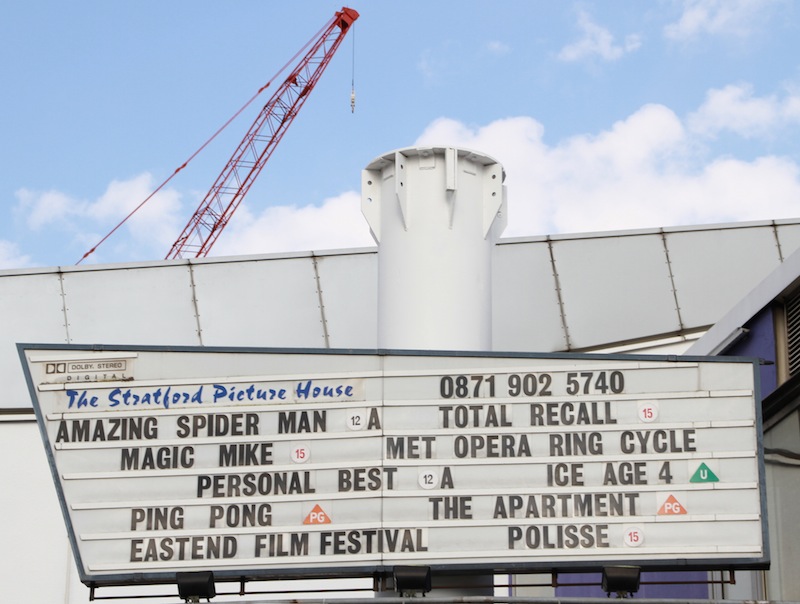 DOLBY. STEREO
DIGITAL
The Stratford Picture House 0871 902 5740
AMAZING SPIDER MAN 12 A TOTAL RECALL 15
MAGIC MIKE 15 MET OPERA RING CYCLE
PERSONAL BEST 12 A ICE AGE 4 U
PING PONG PG THE APARTMENT PG
EASTEND FILM FESTIVAL POLISSE 15